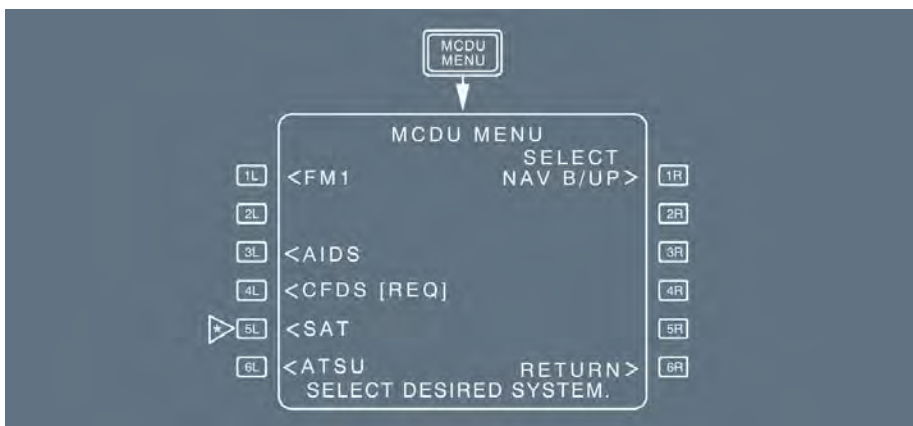 MCDU
MENU
MCDU MENU
SELECT
1L <FM1 NAV B/UP> 1R
2L 2R
3L <AIDS 3R
4L <CFDS [REQ] 4R
* 5L <SAT 5R
6L <ATSU RETURN> 6R
SELECT DESIRED SYSTEM.